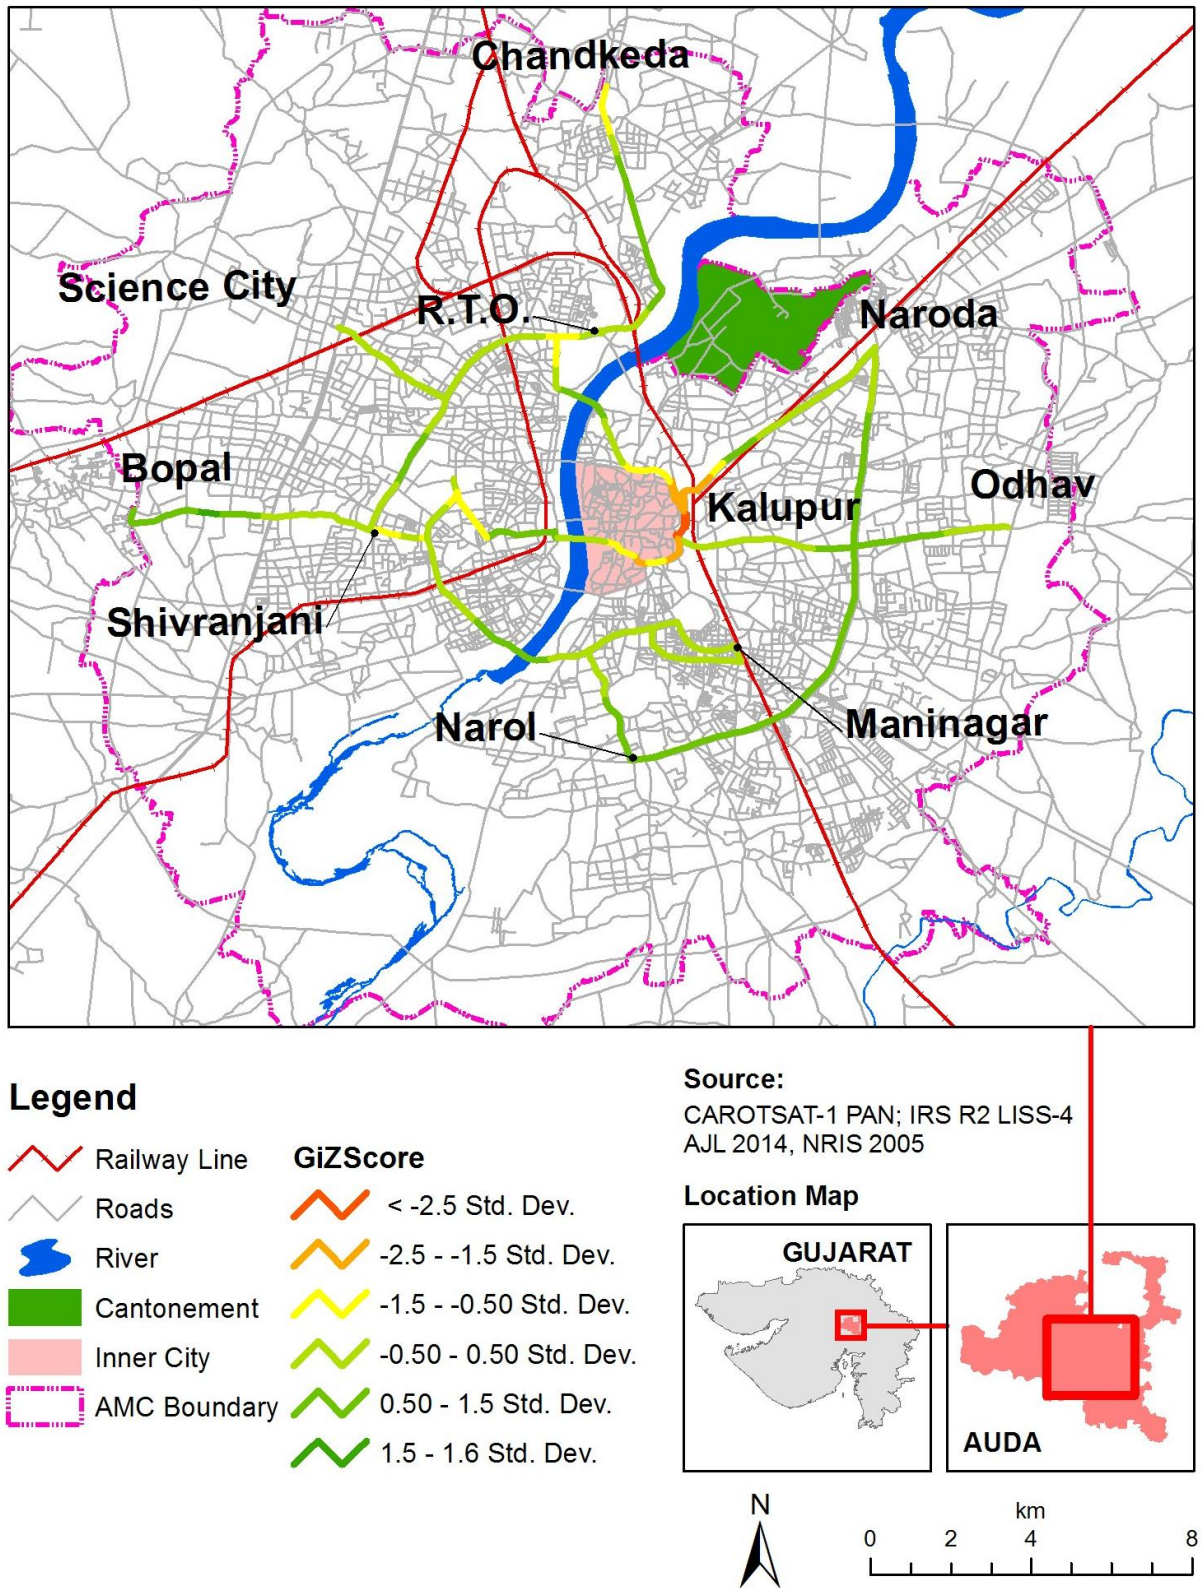 Chandkeda
Science City
R.T.O.
Naroda
Bopal
Kalupur
Odhav
Shivranjani
Narol
Maninagar
Legend
Railway Line
Roads
River
Cantonement
Inner City
AMC Boundary
GiZScore
< -2.5 Std. Dev.
-2.5 - -1.5 Std. Dev.
-1.5 - -0.50 Std. Dev.
-0.50 - 0.50 Std. Dev.
0.50 - 1.5 Std. Dev.
1.5 - 1.6 Std. Dev.
Source:
CAROTSAT-1 PAN; IRS R2 LISS-4
AJL 2014, NRIS 2005
Location Map
GUJARAT
AUDA
N
km
0 2 4 8